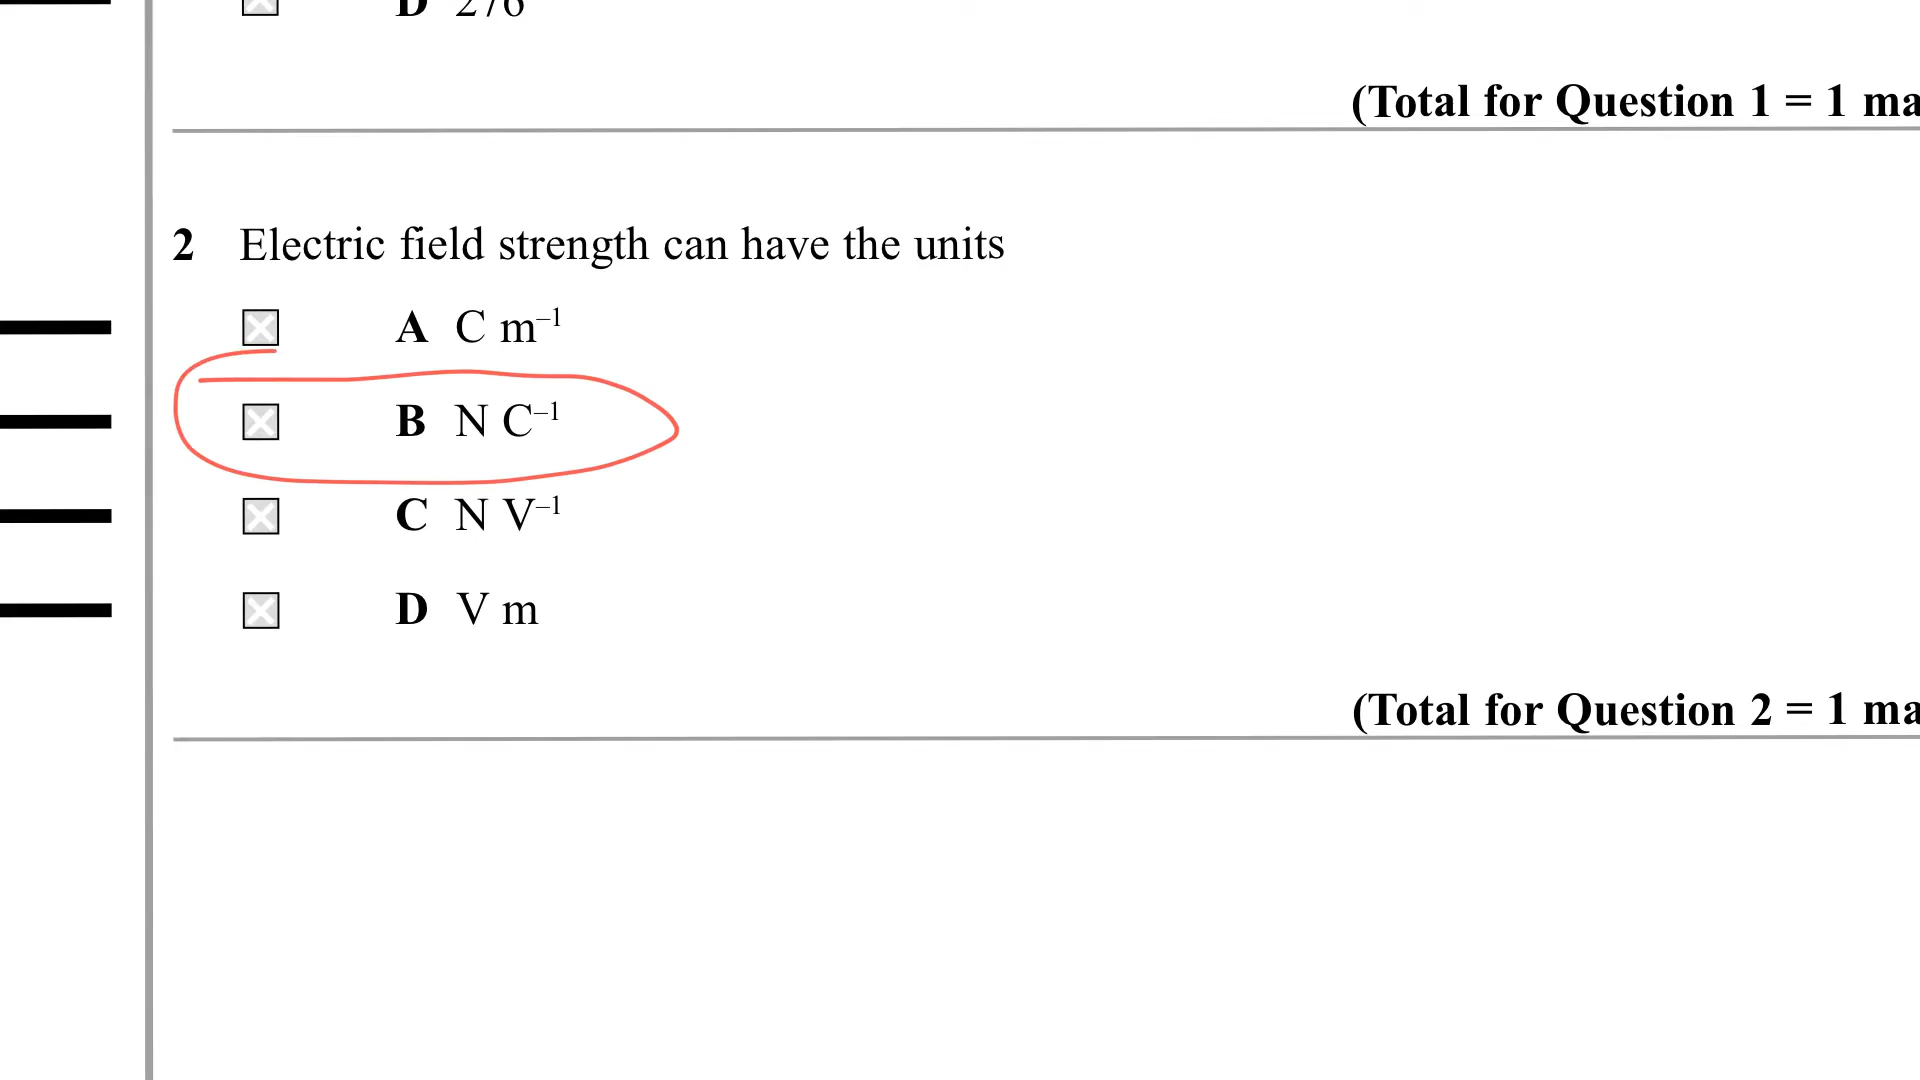 D 276
(Total for Question 1 = 1 ma
2 Electric field strength can have the units
A C m⁻¹
B N C⁻¹
C N V⁻¹
D V m
(Total for Question 2 = 1 ma